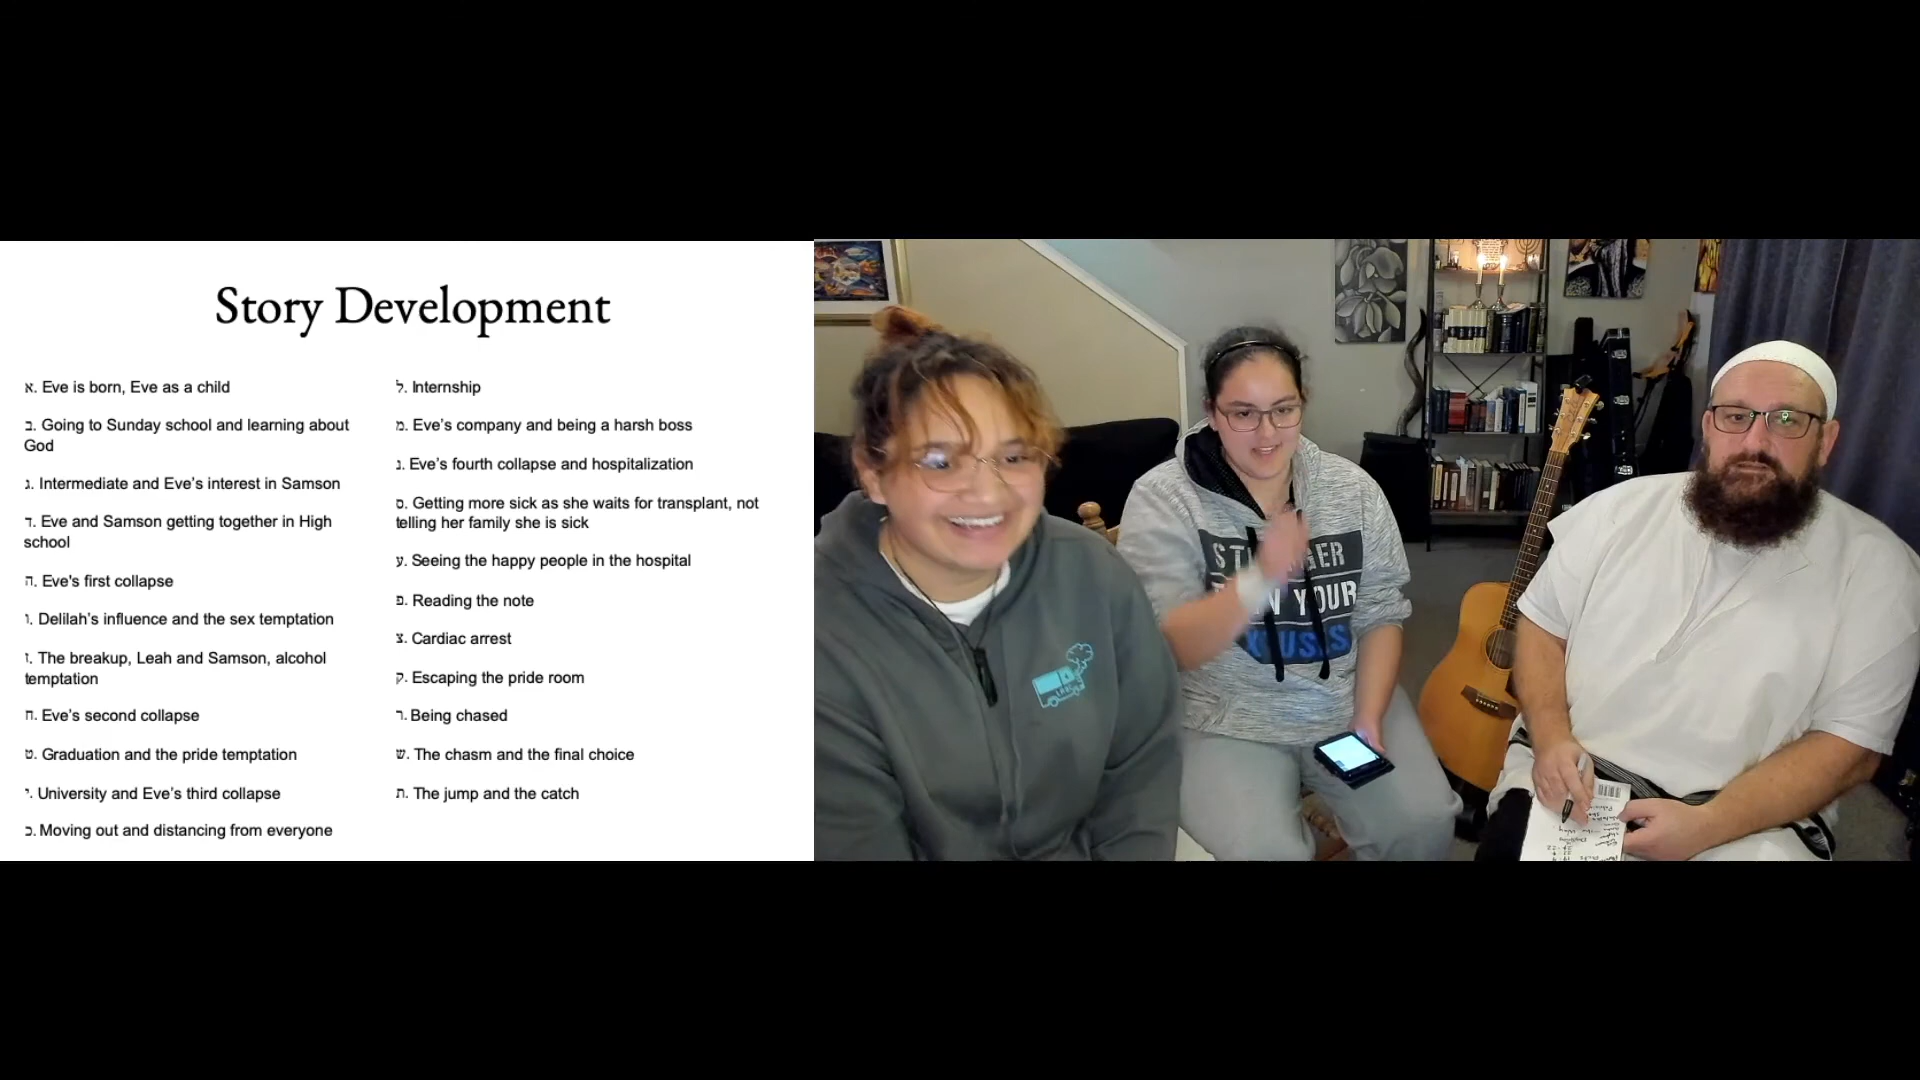 Story Development
א. Eve is born, Eve as a child
ב. Going to Sunday school and learning about
God
ג. Intermediate and Eve's interest in Samson
ד. Eve and Samson getting together in High
school
ה. Eve's first collapse
ו. Delilah's influence and the sex temptation
ז. The breakup, Leah and Samson, alcohol
temptation
ח. Eve's second collapse
ט. Graduation and the pride temptation
י. University and Eve's third collapse
כ. Moving out and distancing from everyone
ל. Internship
מ. Eve's company and being a harsh boss
נ. Eve's fourth collapse and hospitalization
ס. Getting more sick as she waits for transplant, not
telling her family she is sick
ע. Seeing the happy people in the hospital
פ. Reading the note
צ. Cardiac arrest
ק. Escaping the pride room
ר. Being chased
ש. The chasm and the final choice
ת. The jump and the catch
YOUR